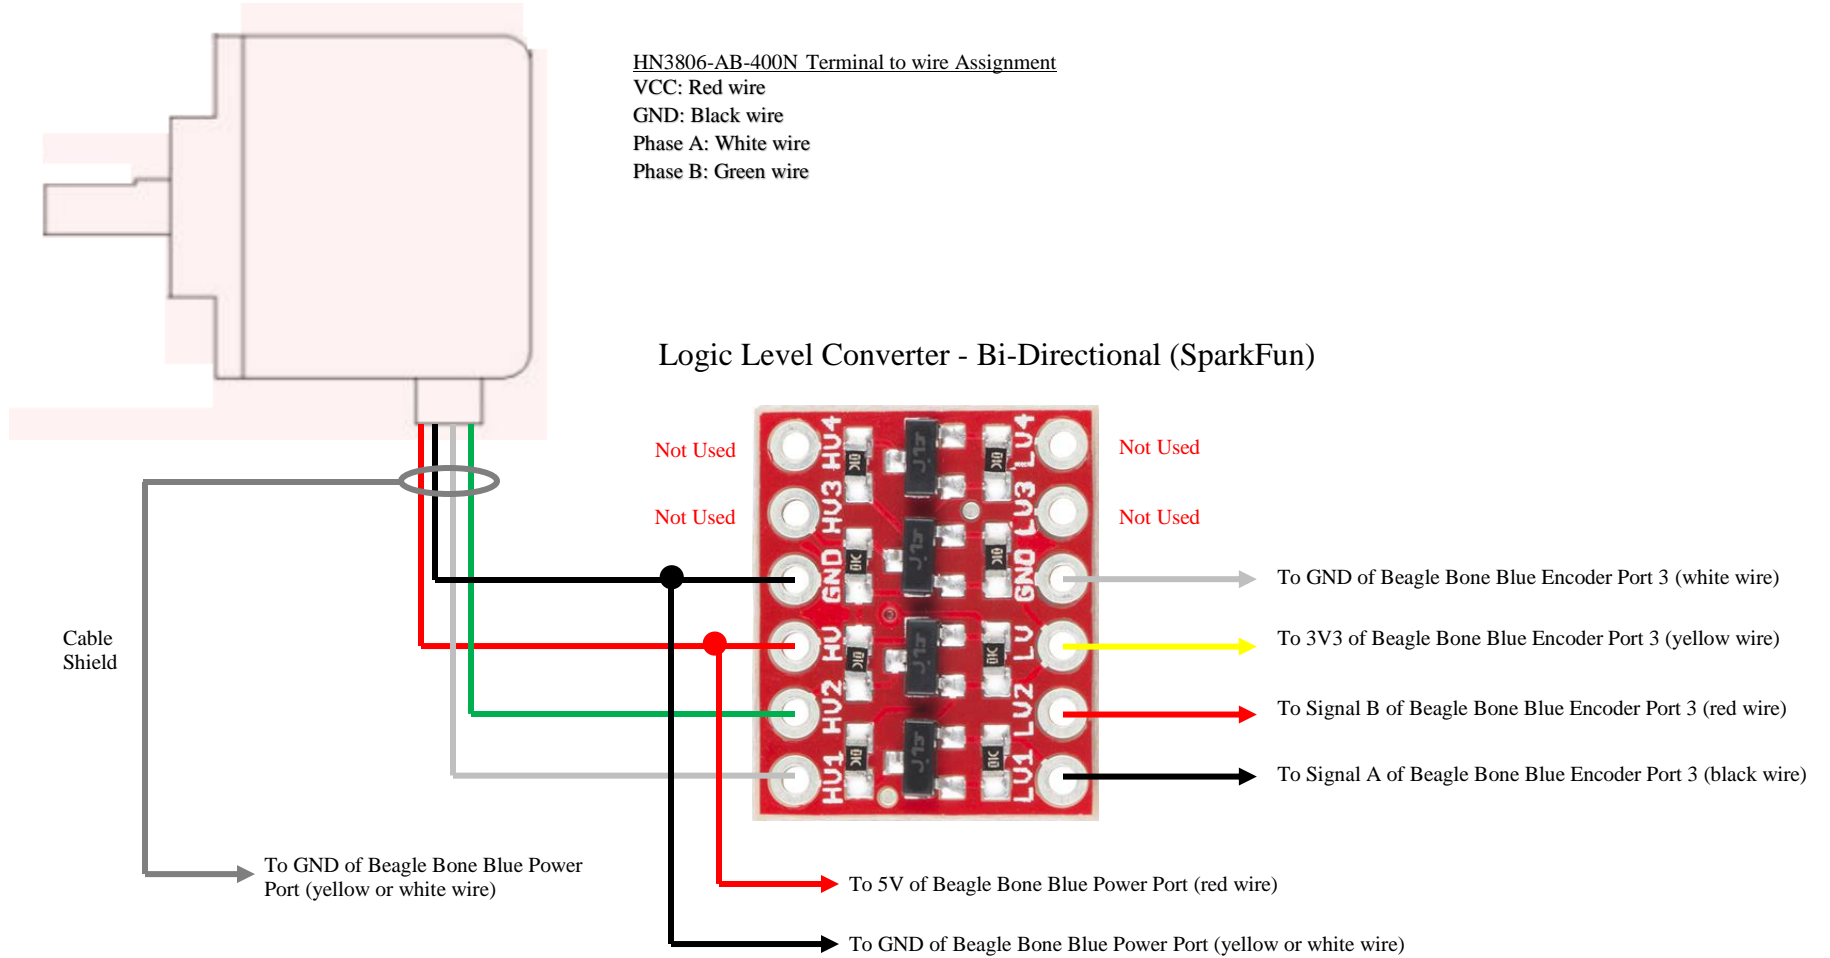 HN3806-AB-400N Terminal to wire Assignment
VCC: Red wire
GND: Black wire
Phase A: White wire
Phase B: Green wire
Logic Level Converter - Bi-Directional (SparkFun)
Not Used
HV4
LV4
Not Used
Not Used
HV3
LV3
Not Used
GND
GND
To GND of Beagle Bone Blue Encoder Port 3 (white wire)
HV
LV
To 3V3 of Beagle Bone Blue Encoder Port 3 (yellow wire)
HV2
LV2
To Signal B of Beagle Bone Blue Encoder Port 3 (red wire)
HV1
LV1
To Signal A of Beagle Bone Blue Encoder Port 3 (black wire)
Cable
Shield
To GND of Beagle Bone Blue Power
Port (yellow or white wire)
To 5V of Beagle Bone Blue Power Port (red wire)
To GND of Beagle Bone Blue Power Port (yellow or white wire)